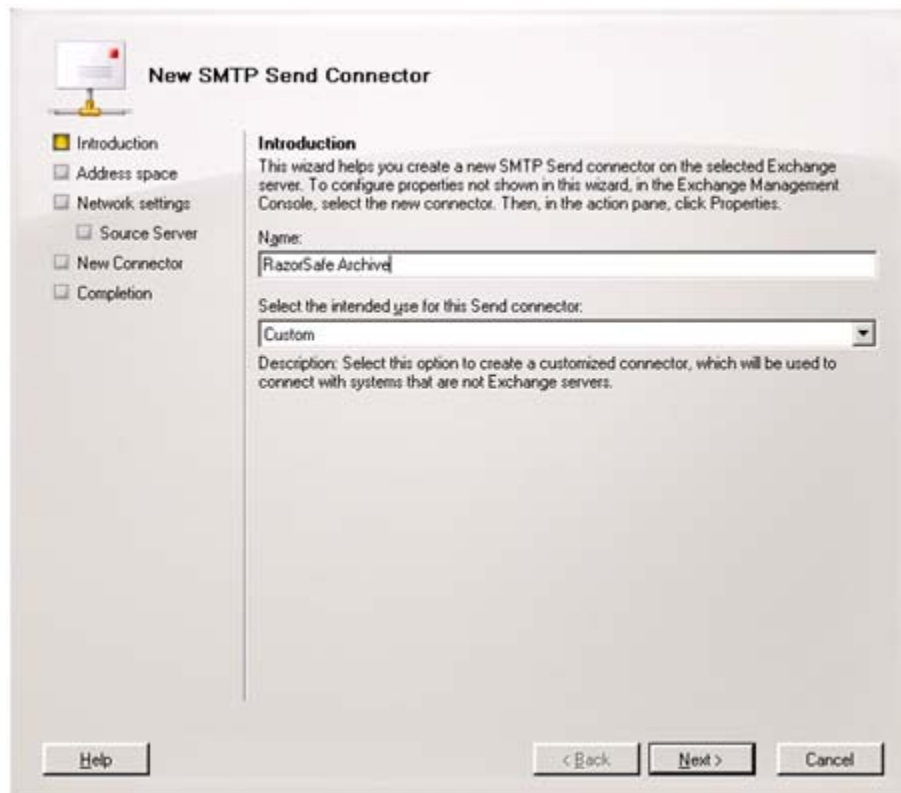 New SMTP Send Connector
Introduction
Address space
Network settings
Source Server
New Connector
Completion
Introduction
This wizard helps you create a new SMTP Send connector on the selected Exchange
server. To configure properties not shown in this wizard, in the Exchange Management
Console, select the new connector. Then, in the action pane, click Properties.
Name:
RazorSafe Archive
Select the intended use for this Send connector:
Custom
Description: Select this option to create a customized connector, which will be used to
connect with systems that are not Exchange servers.
Help
< Back
Next >
Cancel